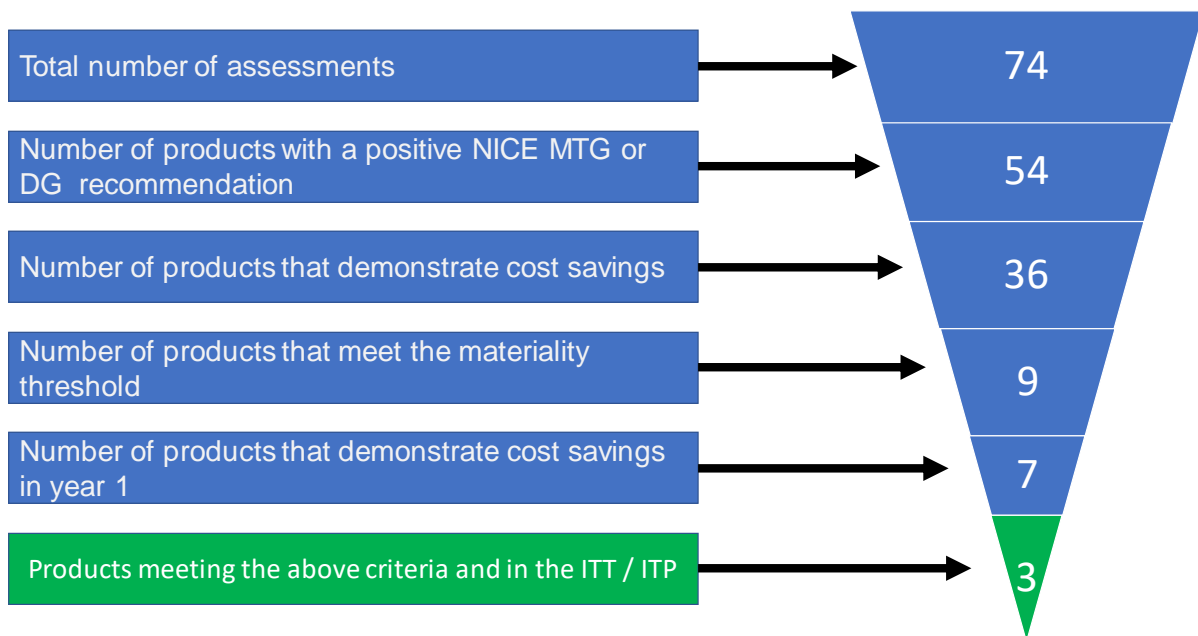 Total number of assessments
74
Number of products with a positive NICE MTG or
DG recommendation
54
Number of products that demonstrate cost savings
36
Number of products that meet the materiality
threshold
9
Number of products that demonstrate cost savings
in year 1
7
Products meeting the above criteria and in the ITT / ITP
3